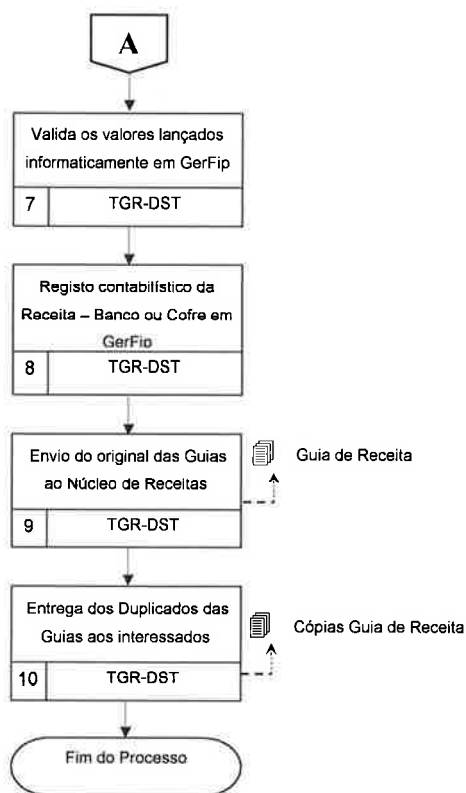 A
Valida os valores lançados
informaticamente em GerFip
7 TGR-DST
Registo contabilístico da
Receita – Banco ou Cofre em
GerFip
8 TGR-DST
Envio do original das Guias
ao Núcleo de Receitas
Guia de Receita
9 TGR-DST
Entrega dos Duplicados das
Guias aos interessados
Cópias Guia de Receita
10 TGR-DST
Fim do Processo